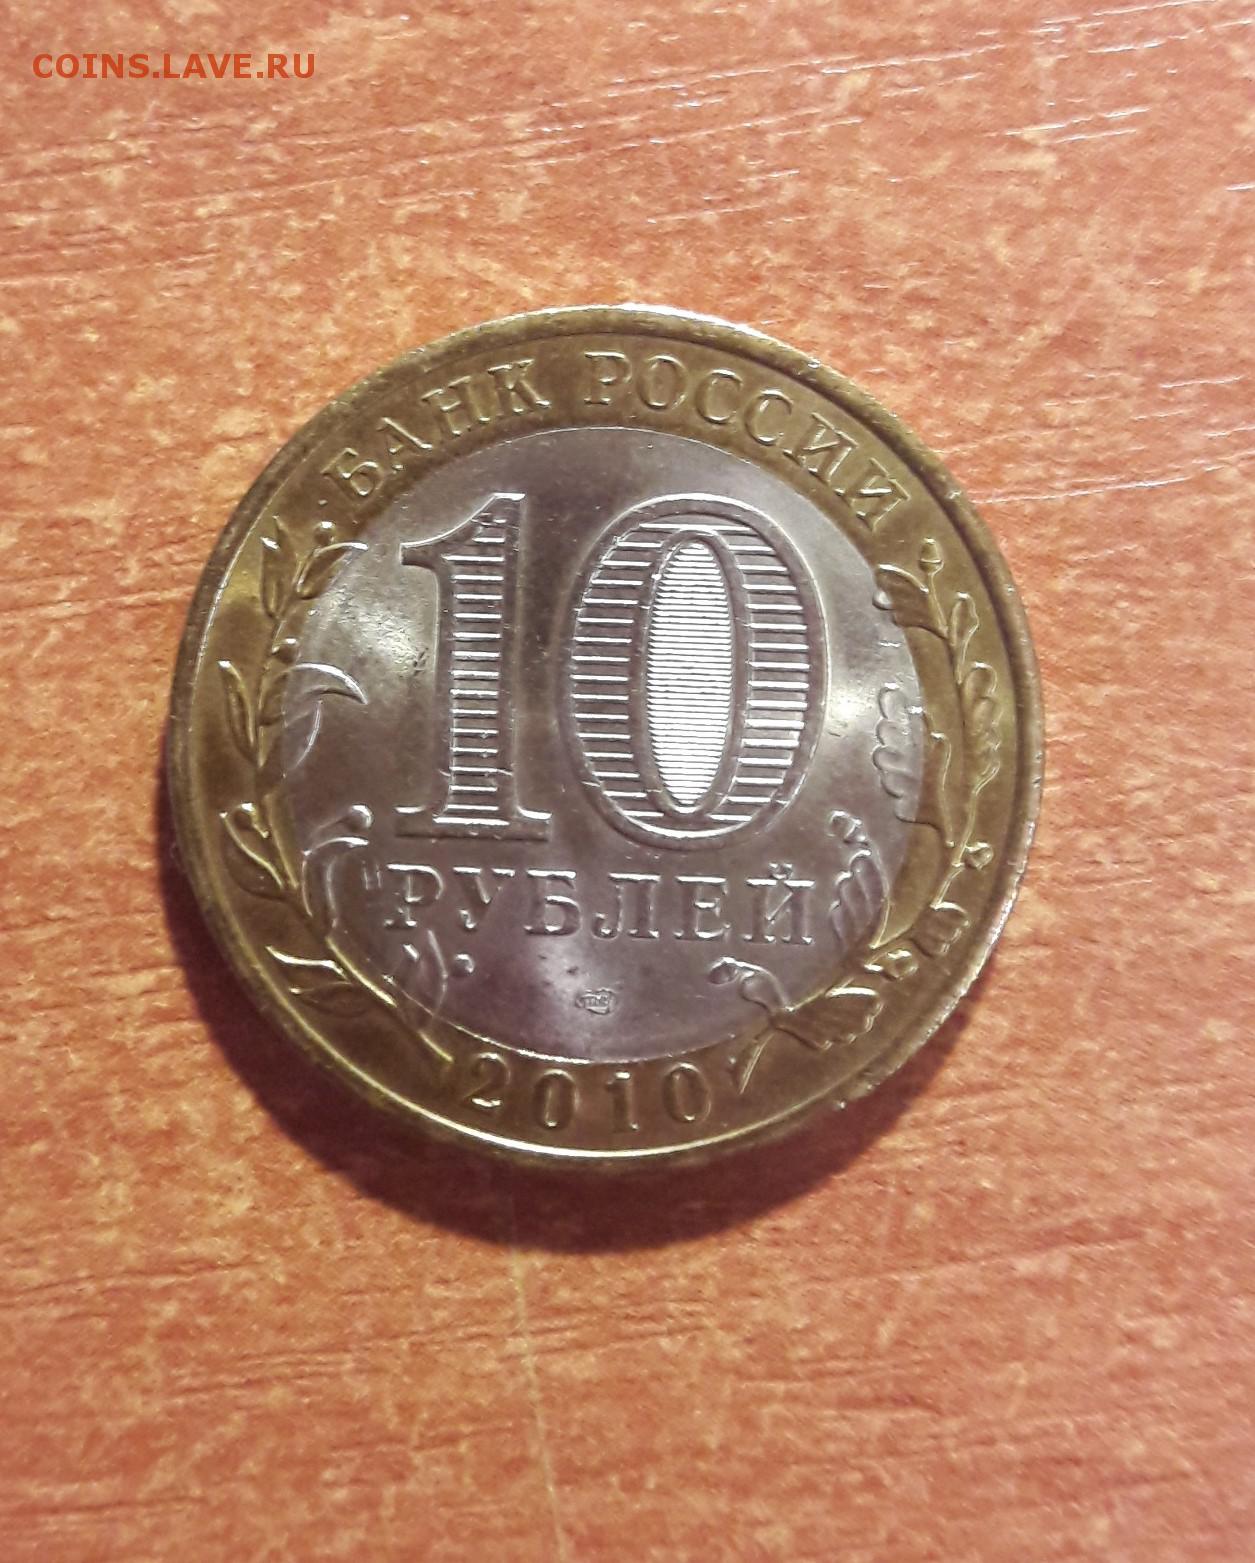 COINS.LAVE.RU
БАНК РОССИИ
10
РУБЛЕЙ
2010